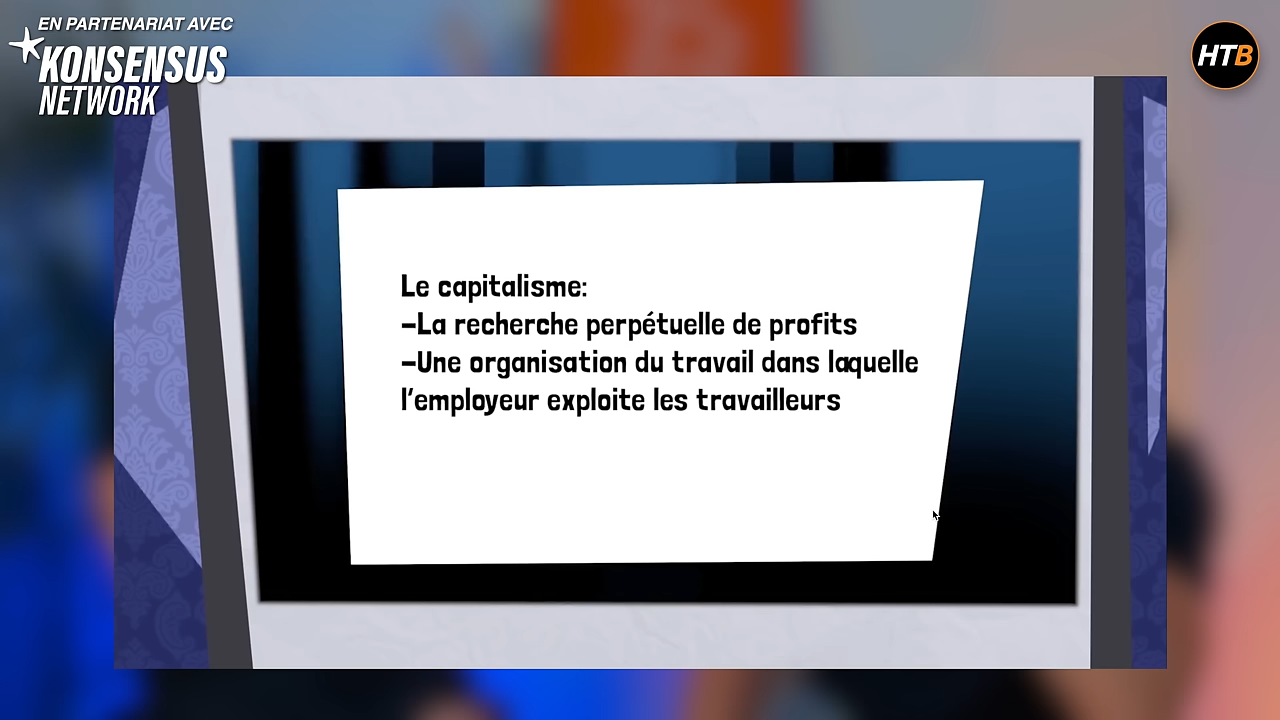 EN PARTENARIAT AVEC
KONSENSUS
NETWORK
HTB
Le capitalisme:
-La recherche perpétuelle de profits
-Une organisation du travail dans laquelle
l'employeur exploite les travailleurs